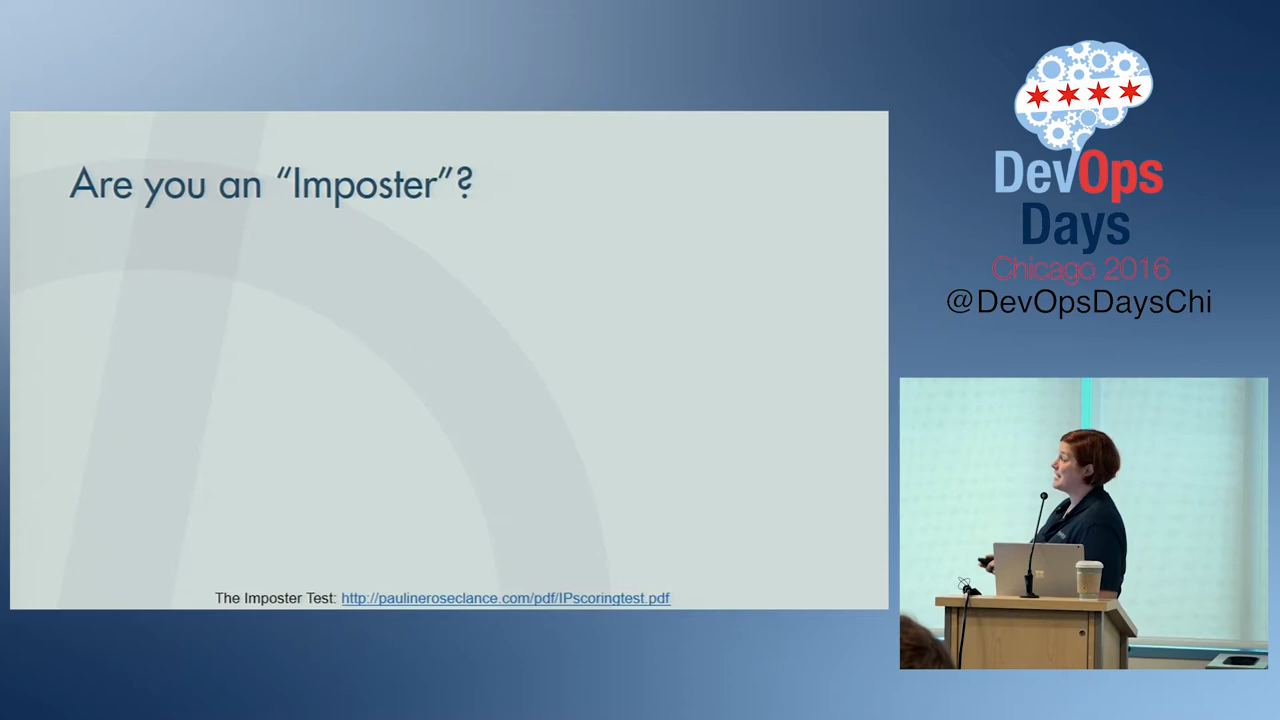 Are you an “Imposter”?
The Imposter Test: http://paulineroseclance.com/pdf/IPscoringtest.pdf
DevOps
Days
Chicago 2016
@DevOpsDaysChi